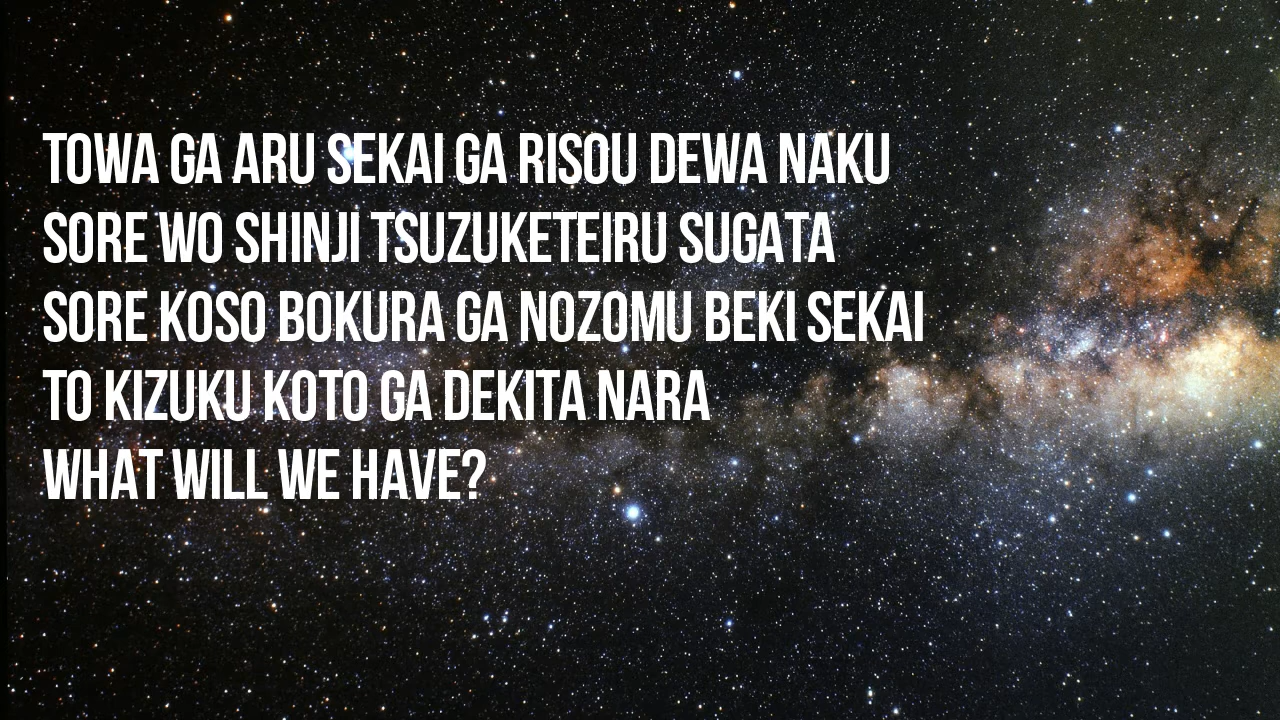 TOWA GA ARU SEKAI GA RISOU DEWA NAKU
SORE WO SHINJI TSUZUKETEIRU SUGATA
SORE KOSO BOKURA GA NOZOMU BEKI SEKAI
TO KIZUKU KOTO GA DEKITA NARA
WHAT WILL WE HAVE?